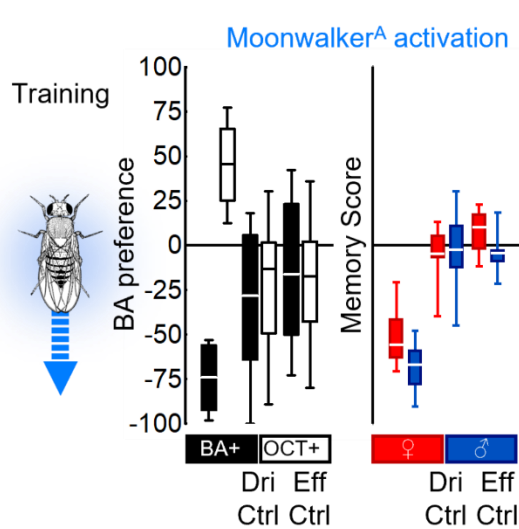 Moonwalkerᴬ activation
Training
BA preference
100
75
50
25
0
-25
-50
-75
-100
Memory Score
BA+ OCT+
♀ ♂
Dri Eff
Ctrl Ctrl
Dri Eff
Ctrl Ctrl